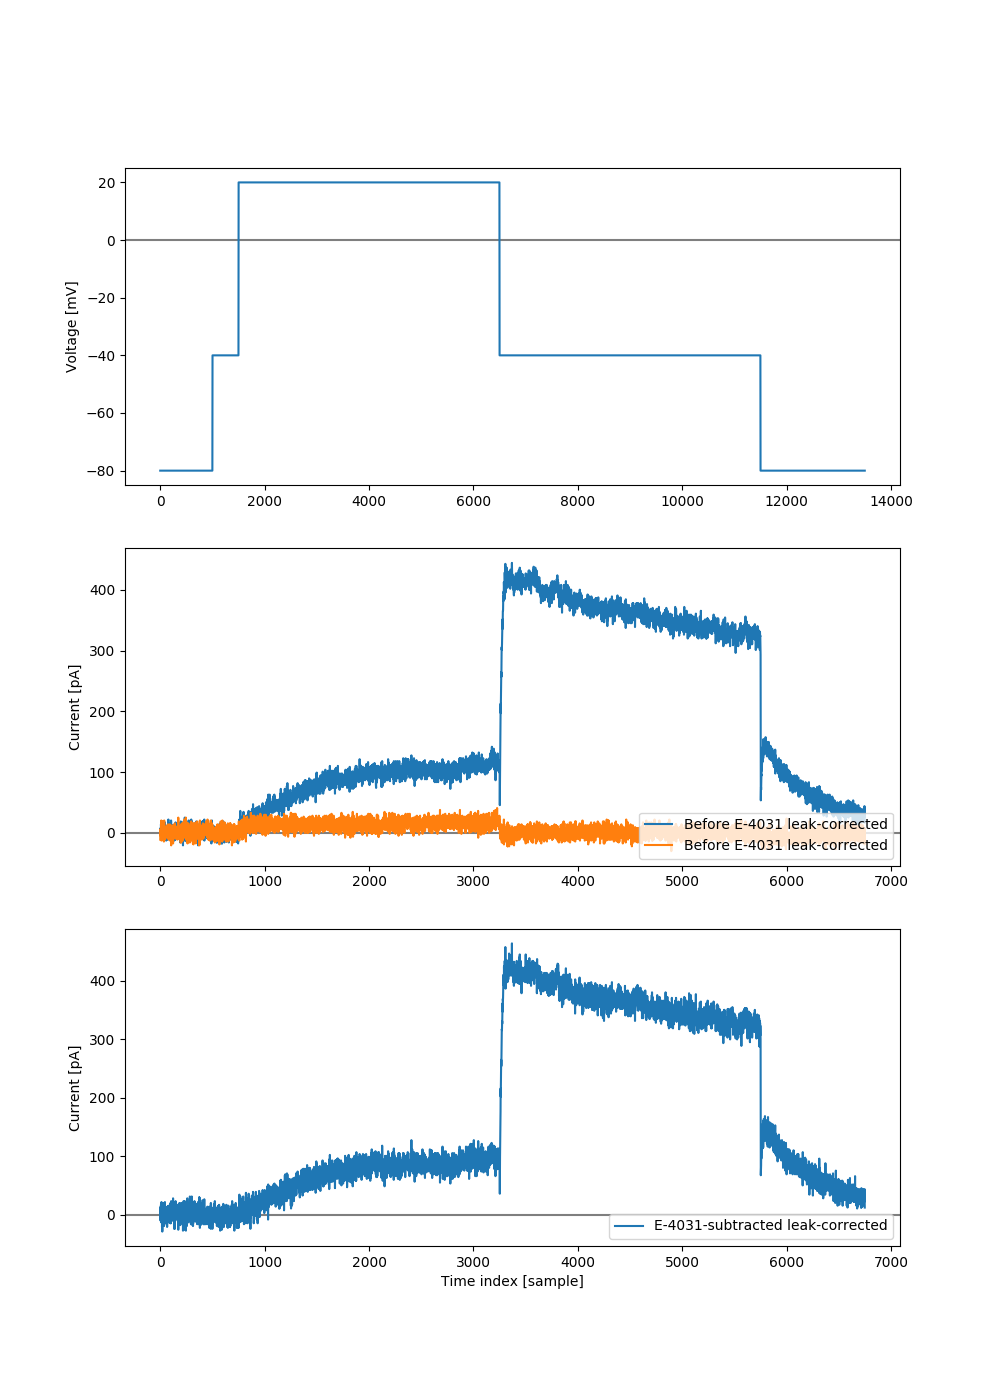 20
0
−20
−40
−60
−80
Voltage [mV]
0 2000 4000 6000 8000 10000 12000 14000
400
300
200
100
0
Current [pA]
Before E-4031 leak-corrected
Before E-4031 leak-corrected
0 1000 2000 3000 4000 5000 6000 7000
400
300
200
100
0
Current [pA]
E-4031-subtracted leak-corrected
0 1000 2000 3000 4000 5000 6000 7000
Time index [sample]